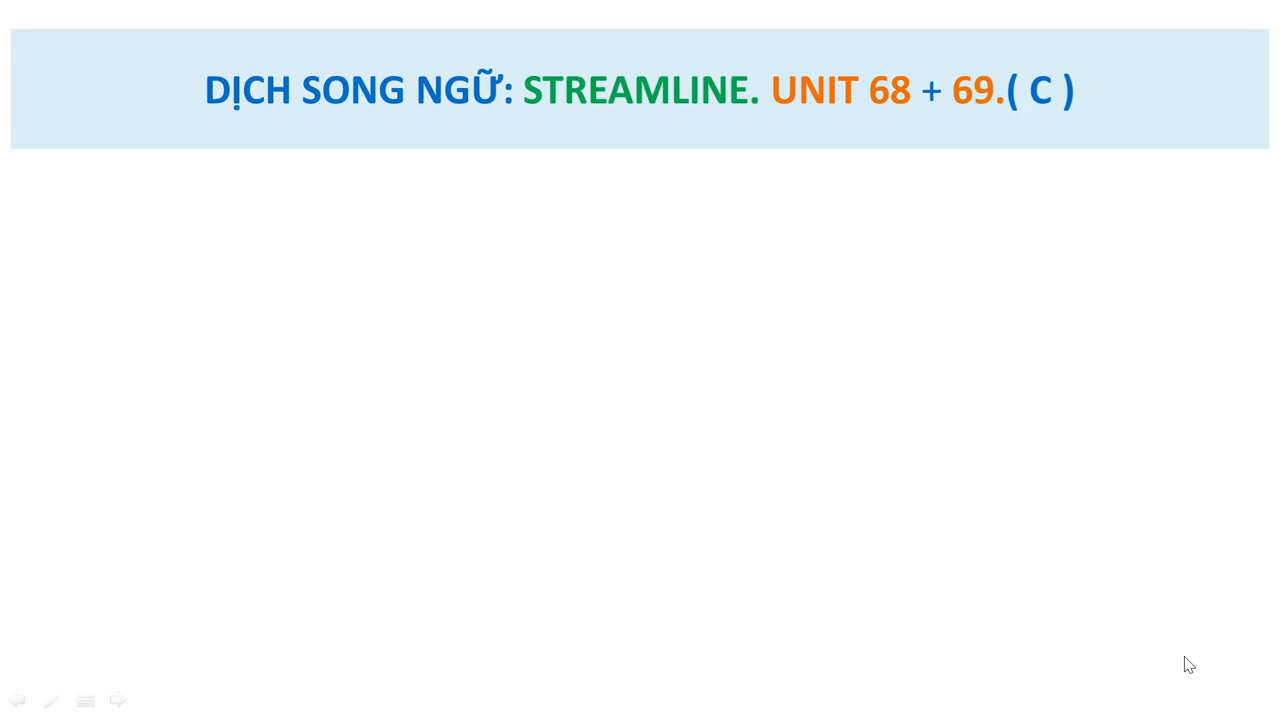 DỊCH SONG NGỮ: STREAMLINE. UNIT 68 + 69.( C )